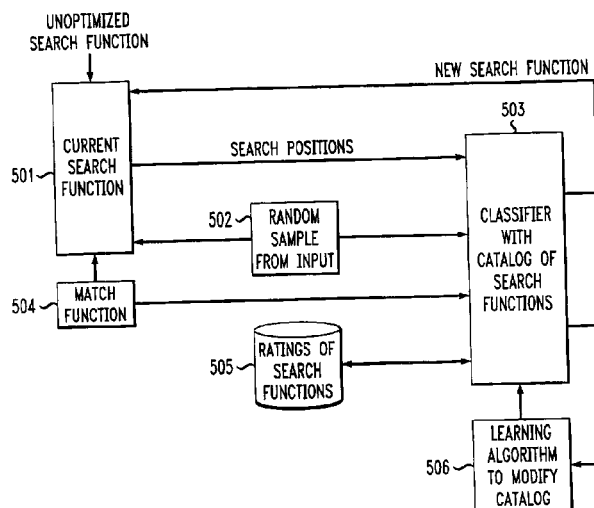 UNOPTIMIZED
SEARCH FUNCTION
NEW SEARCH FUNCTION
503
CURRENT
SEARCH
FUNCTION
501
SEARCH POSITIONS
502
RANDOM
SAMPLE
FROM INPUT
CLASSIFIER
WITH
CATALOG OF
SEARCH
FUNCTIONS
504
MATCH
FUNCTION
505
RATINGS OF
SEARCH
FUNCTIONS
506
LEARNING
ALGORITHM
TO MODIFY
CATALOG